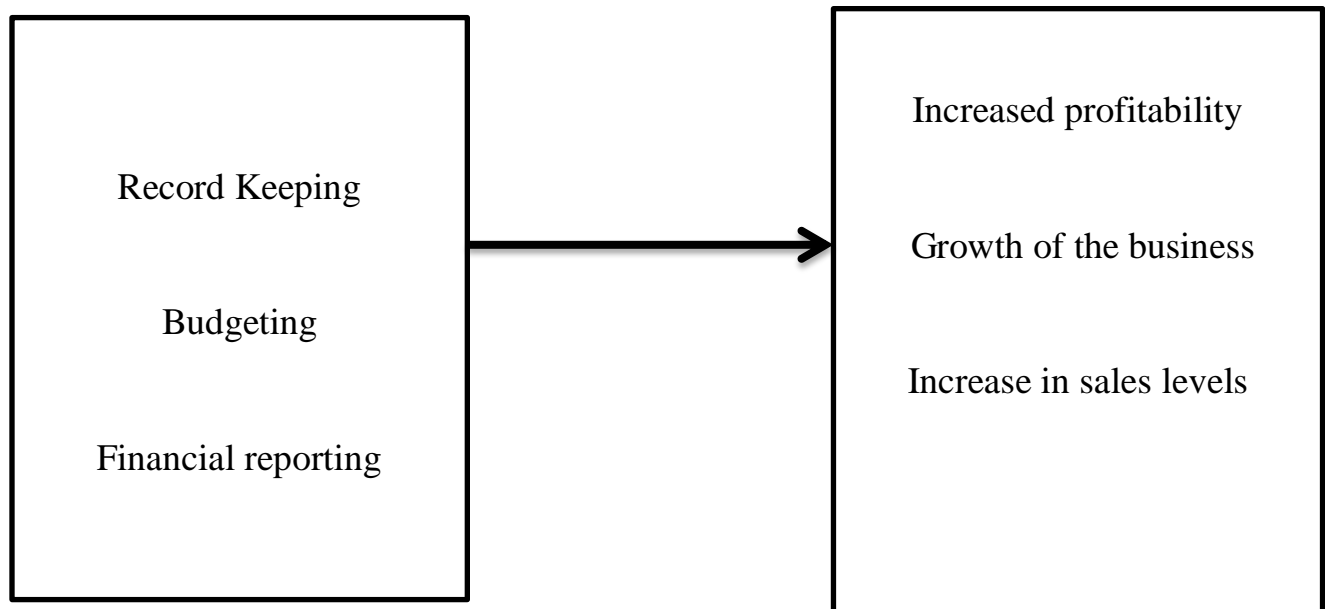 Record Keeping
Budgeting
Financial reporting
Increased profitability
Growth of the business
Increase in sales levels